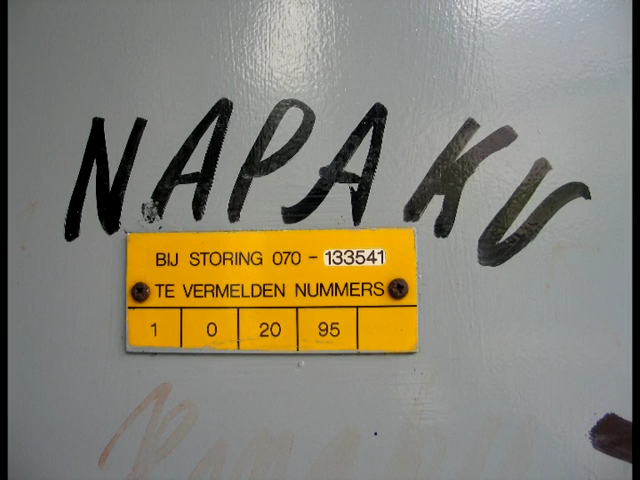 NAPAKU
BIJ STORING 070 - 133541
TE VERMELDEN NUMMERS
1 0 20 95